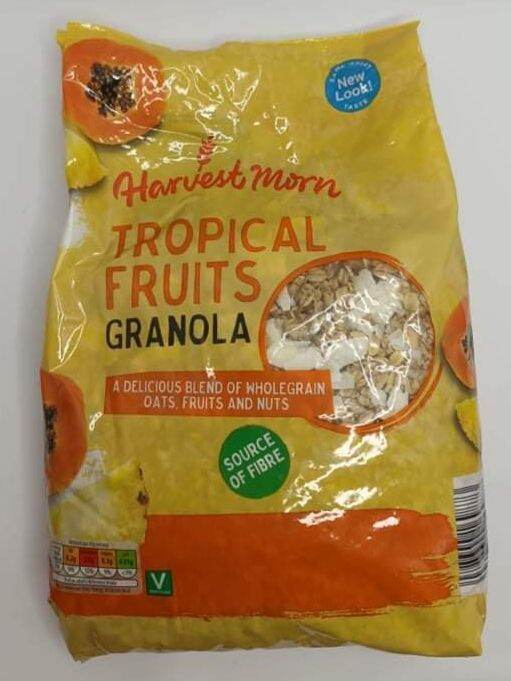 SAME GREAT
New
Look!
TASTE
Harvest Morn
TROPICAL
FRUITS
GRANOLA
A DELICIOUS BLEND OF WHOLEGRAIN
OATS, FRUITS AND NUTS
SOURCE
OF FIBRE
V